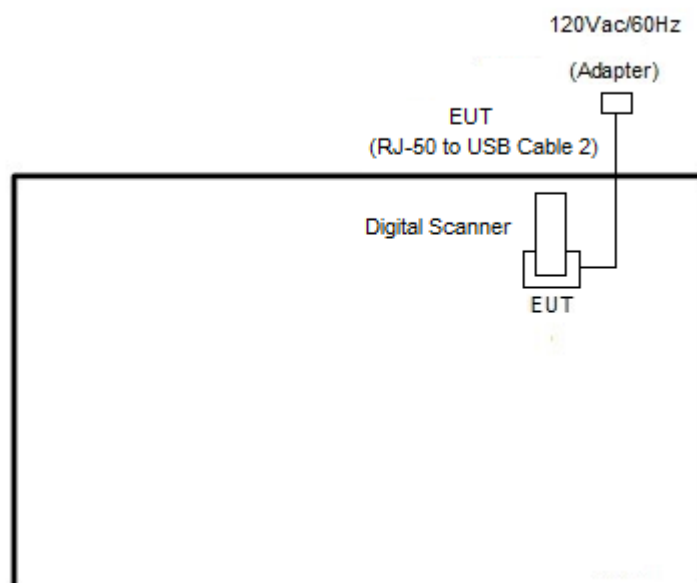 120Vac/60Hz
(Adapter)
EUT
(RJ-50 to USB Cable 2)
Digital Scanner
EUT